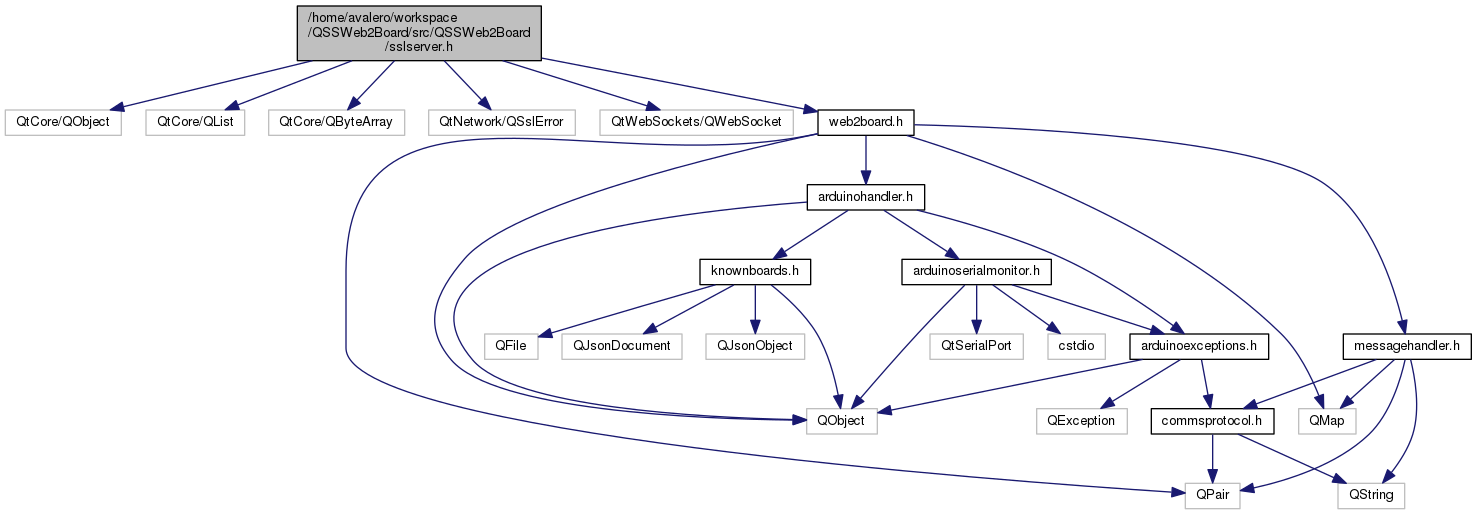 /home/avalero/workspace
/QSSWeb2Board/src/QSSWeb2Board
/sslserver.h
QtCore/QObject
QtCore/QList
QtCore/QByteArray
QtNetwork/QSslError
QtWebSockets/QWebSocket
web2board.h
arduinohandler.h
knownboards.h
arduinoserialmonitor.h
QFile
QJsonDocument
QJsonObject
QtSerialPort
cstdio
arduinoexceptions.h
messagehandler.h
QObject
QException
commsprotocol.h
QMap
QPair
QString